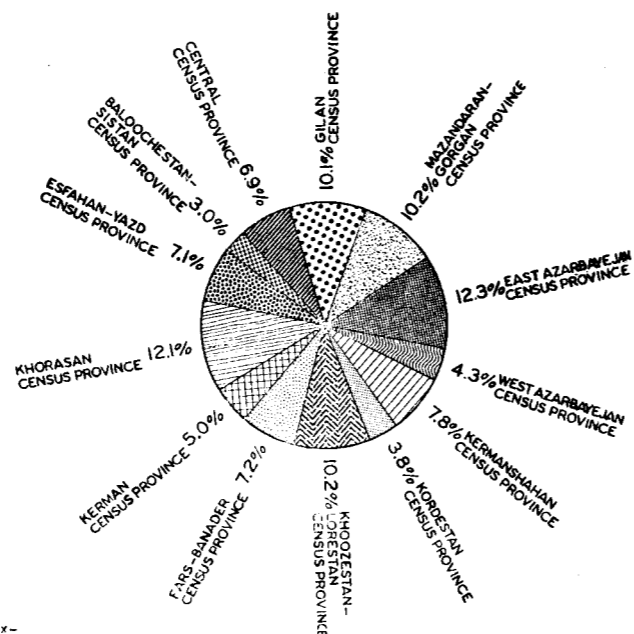 10.1% GILAN
CENSUS PROVINCE
MAZANDARAN-
10.2% GORGAN
CENSUS PROVINCE
12.3% EAST AZARBAYEJAN
CENSUS PROVINCE
4.3% WEST AZARBAYEJAN
CENSUS PROVINCE
7.8% KERMANSHAHAN
CENSUS PROVINCE
3.8% KORDESTAN
CENSUS PROVINCE
KHOOZESTAN-
10.2% LORESTAN
CENSUS PROVINCE
FARS-BANADER 7.2%
CENSUS PROVINCE
KERMAN 5.0%
CENSUS PROVINCE
KHORASAN 12.1%
CENSUS PROVINCE
ESFAHAN-YAZD 7.1%
CENSUS PROVINCE
BALOOCHESTAN-
SISTAN 3.0%
CENSUS PROVINCE
CENTRAL 6.9%
CENSUS PROVINCE
x-